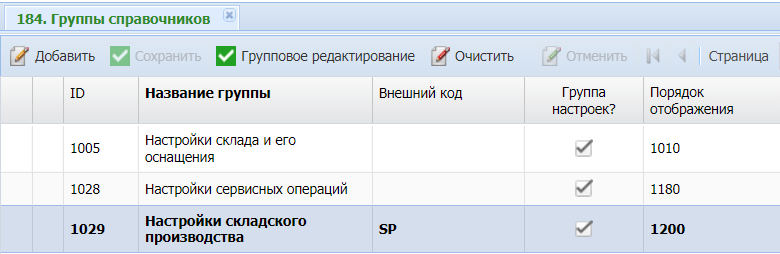 184. Группы справочников
Добавить Сохранить Групповое редактирование Очистить Отменить Страница
ID Название группы Внешний код Группа настроек? Порядок отображения
1005 Настройки склада и его оснащения 1010
1028 Настройки сервисных операций 1180
1029 Настройки складского производства SP 1200